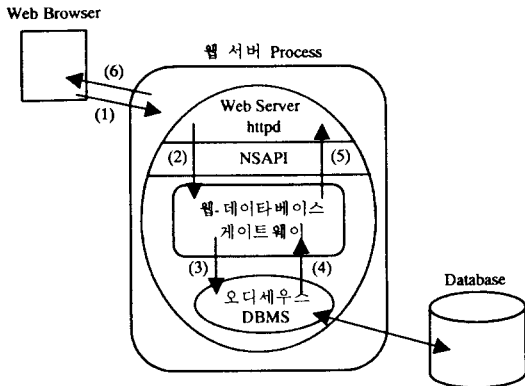 Web Browser
웹 서버 Process
(6)
(1)
Web Server
httpd
(2)
NSAPI
(5)
웹-데이타베이스
게이트웨이
(3)
(4)
오디세우스
DBMS
Database